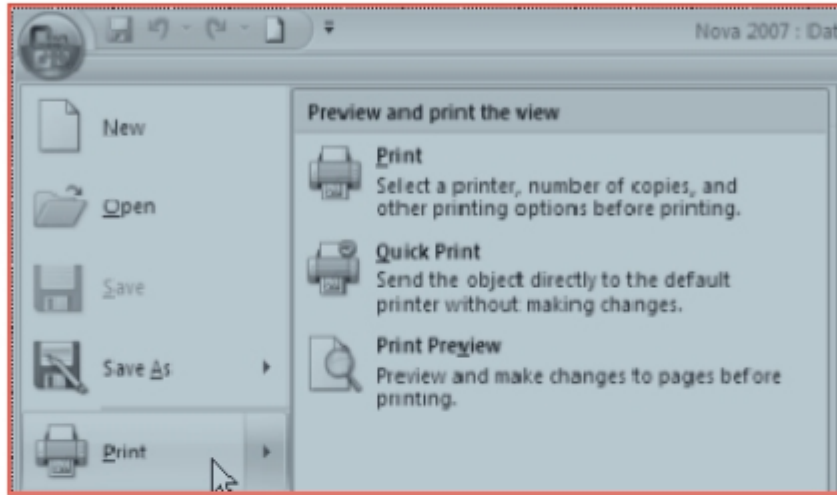 Nova 2007 : Dat
New
Open
Save
Save As
Print
Preview and print the view
Print
Select a printer, number of copies, and
other printing options before printing.
Quick Print
Send the object directly to the default
printer without making changes.
Print Preview
Preview and make changes to pages before
printing.